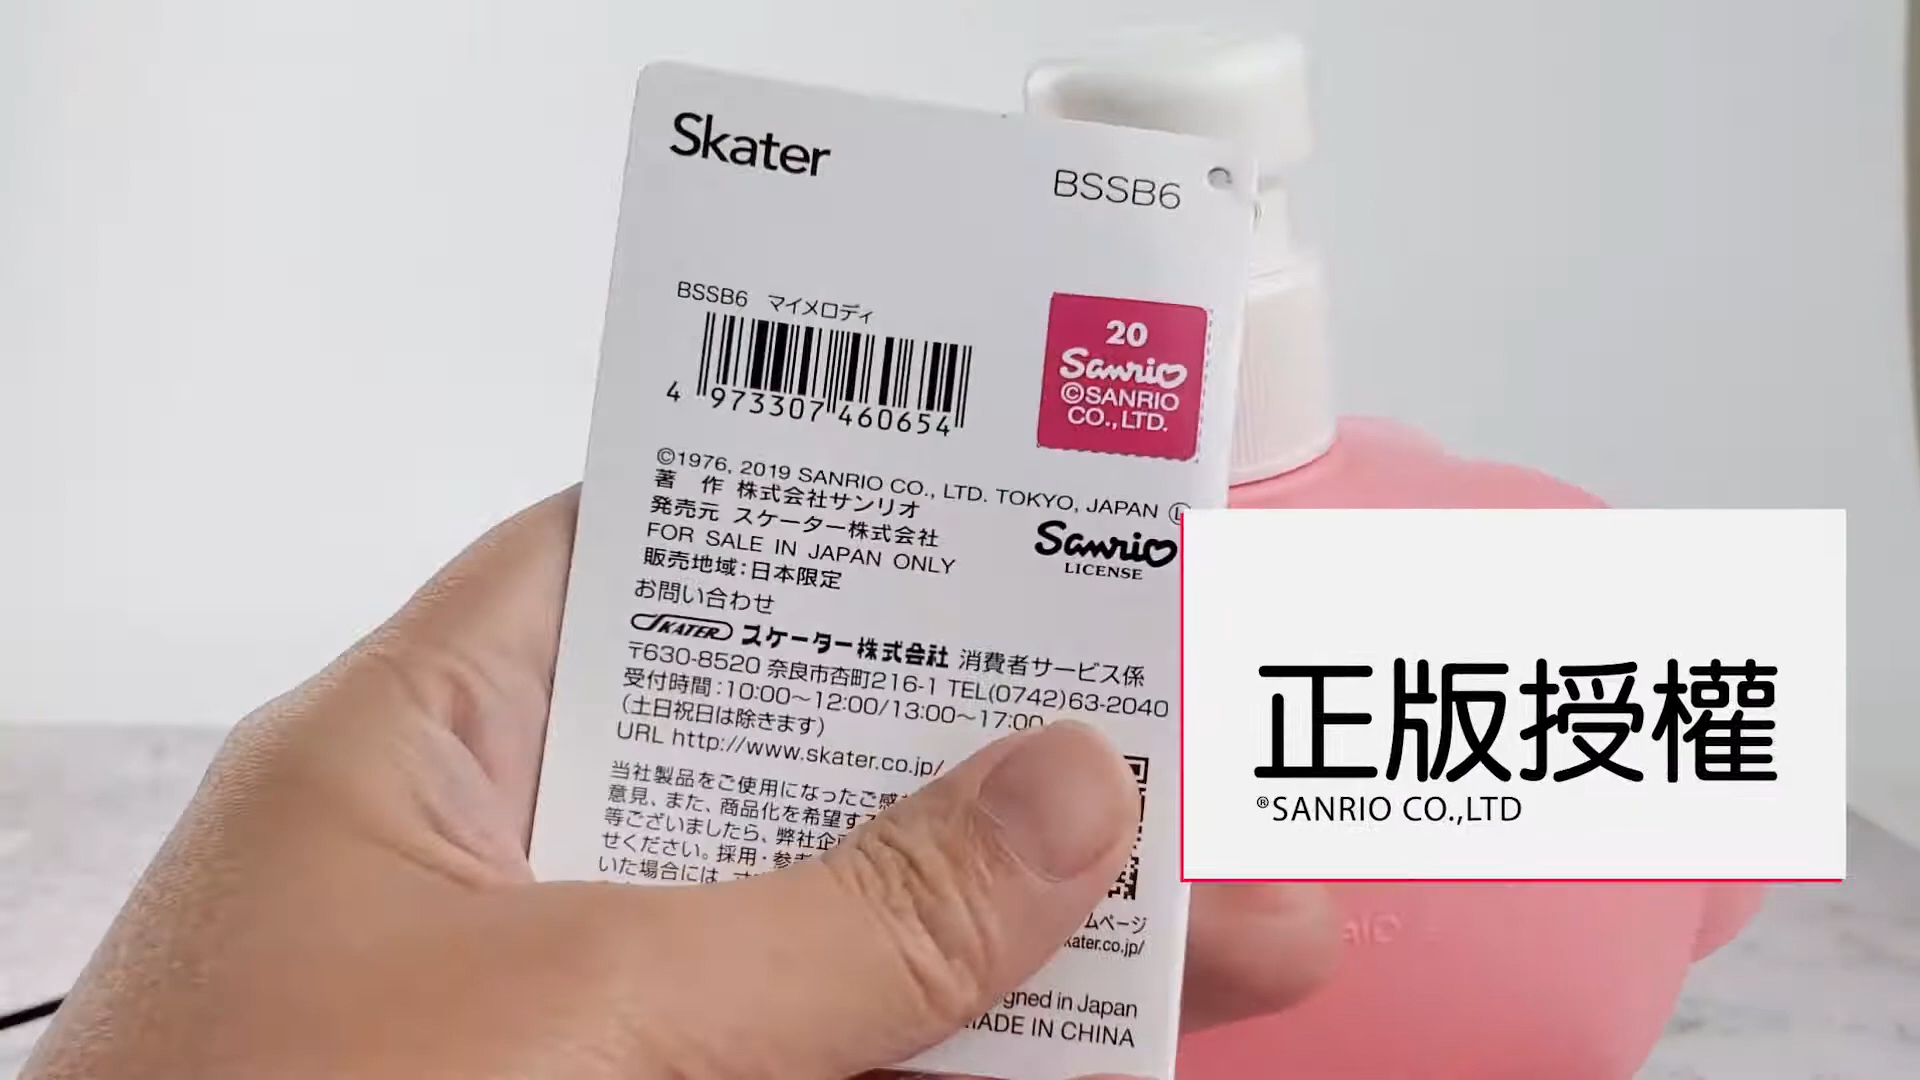 Skater
BSSB6
BSSB6 マイメロディ
4 973307 460654
20
Sanrio
©SANRIO
CO.,LTD.
©1976, 2019 SANRIO CO., LTD. TOKYO, JAPAN Ⓛ
著 作 株式会社サンリオ
発売元 スケーター株式会社
FOR SALE IN JAPAN ONLY
販売地域:日本限定
Sanrio
LICENSE
お問い合わせ
SKATER スケーター株式会社 消費者サービス係
〒630-8520 奈良市杏町216-1 TEL(0742)63-2040
受付時間:10:00〜12:00/13:00〜17:00
(土日祝日は除きます)
URL http://www.skater.co.jp/
当社製品をご使用になったご感
意見、また、商品化を希望す
等ございましたら、弊社企
せください。採用・参
いた場合には、
ムページ
kater.co.jp/
gned in Japan
MADE IN CHINA
正版授權
®SANRIO CO.,LTD